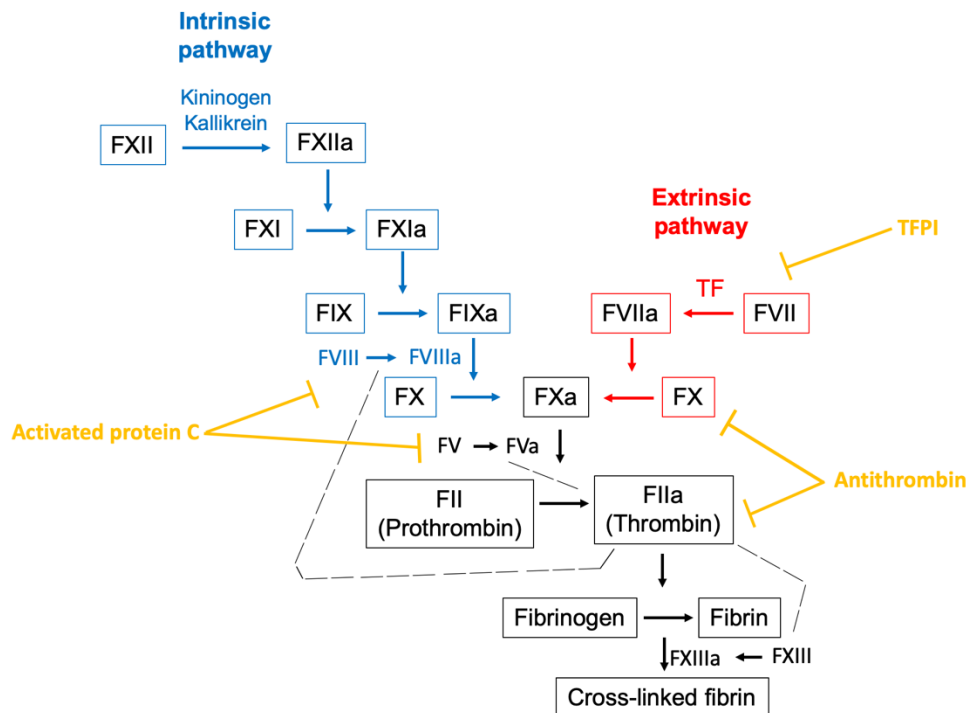 Intrinsic
pathway
Kininogen
Kallikrein
FXII
FXIIa
FXI
FXIa
Extrinsic
pathway
TFPI
FIX
FIXa
FVIIa
TF
FVII
FVIII
FVIIIa
FX
FXa
FX
Activated protein C
FV
FVa
Antithrombin
FII
(Prothrombin)
FIIa
(Thrombin)
Fibrinogen
Fibrin
FXIIIa
FXIII
Cross-linked fibrin